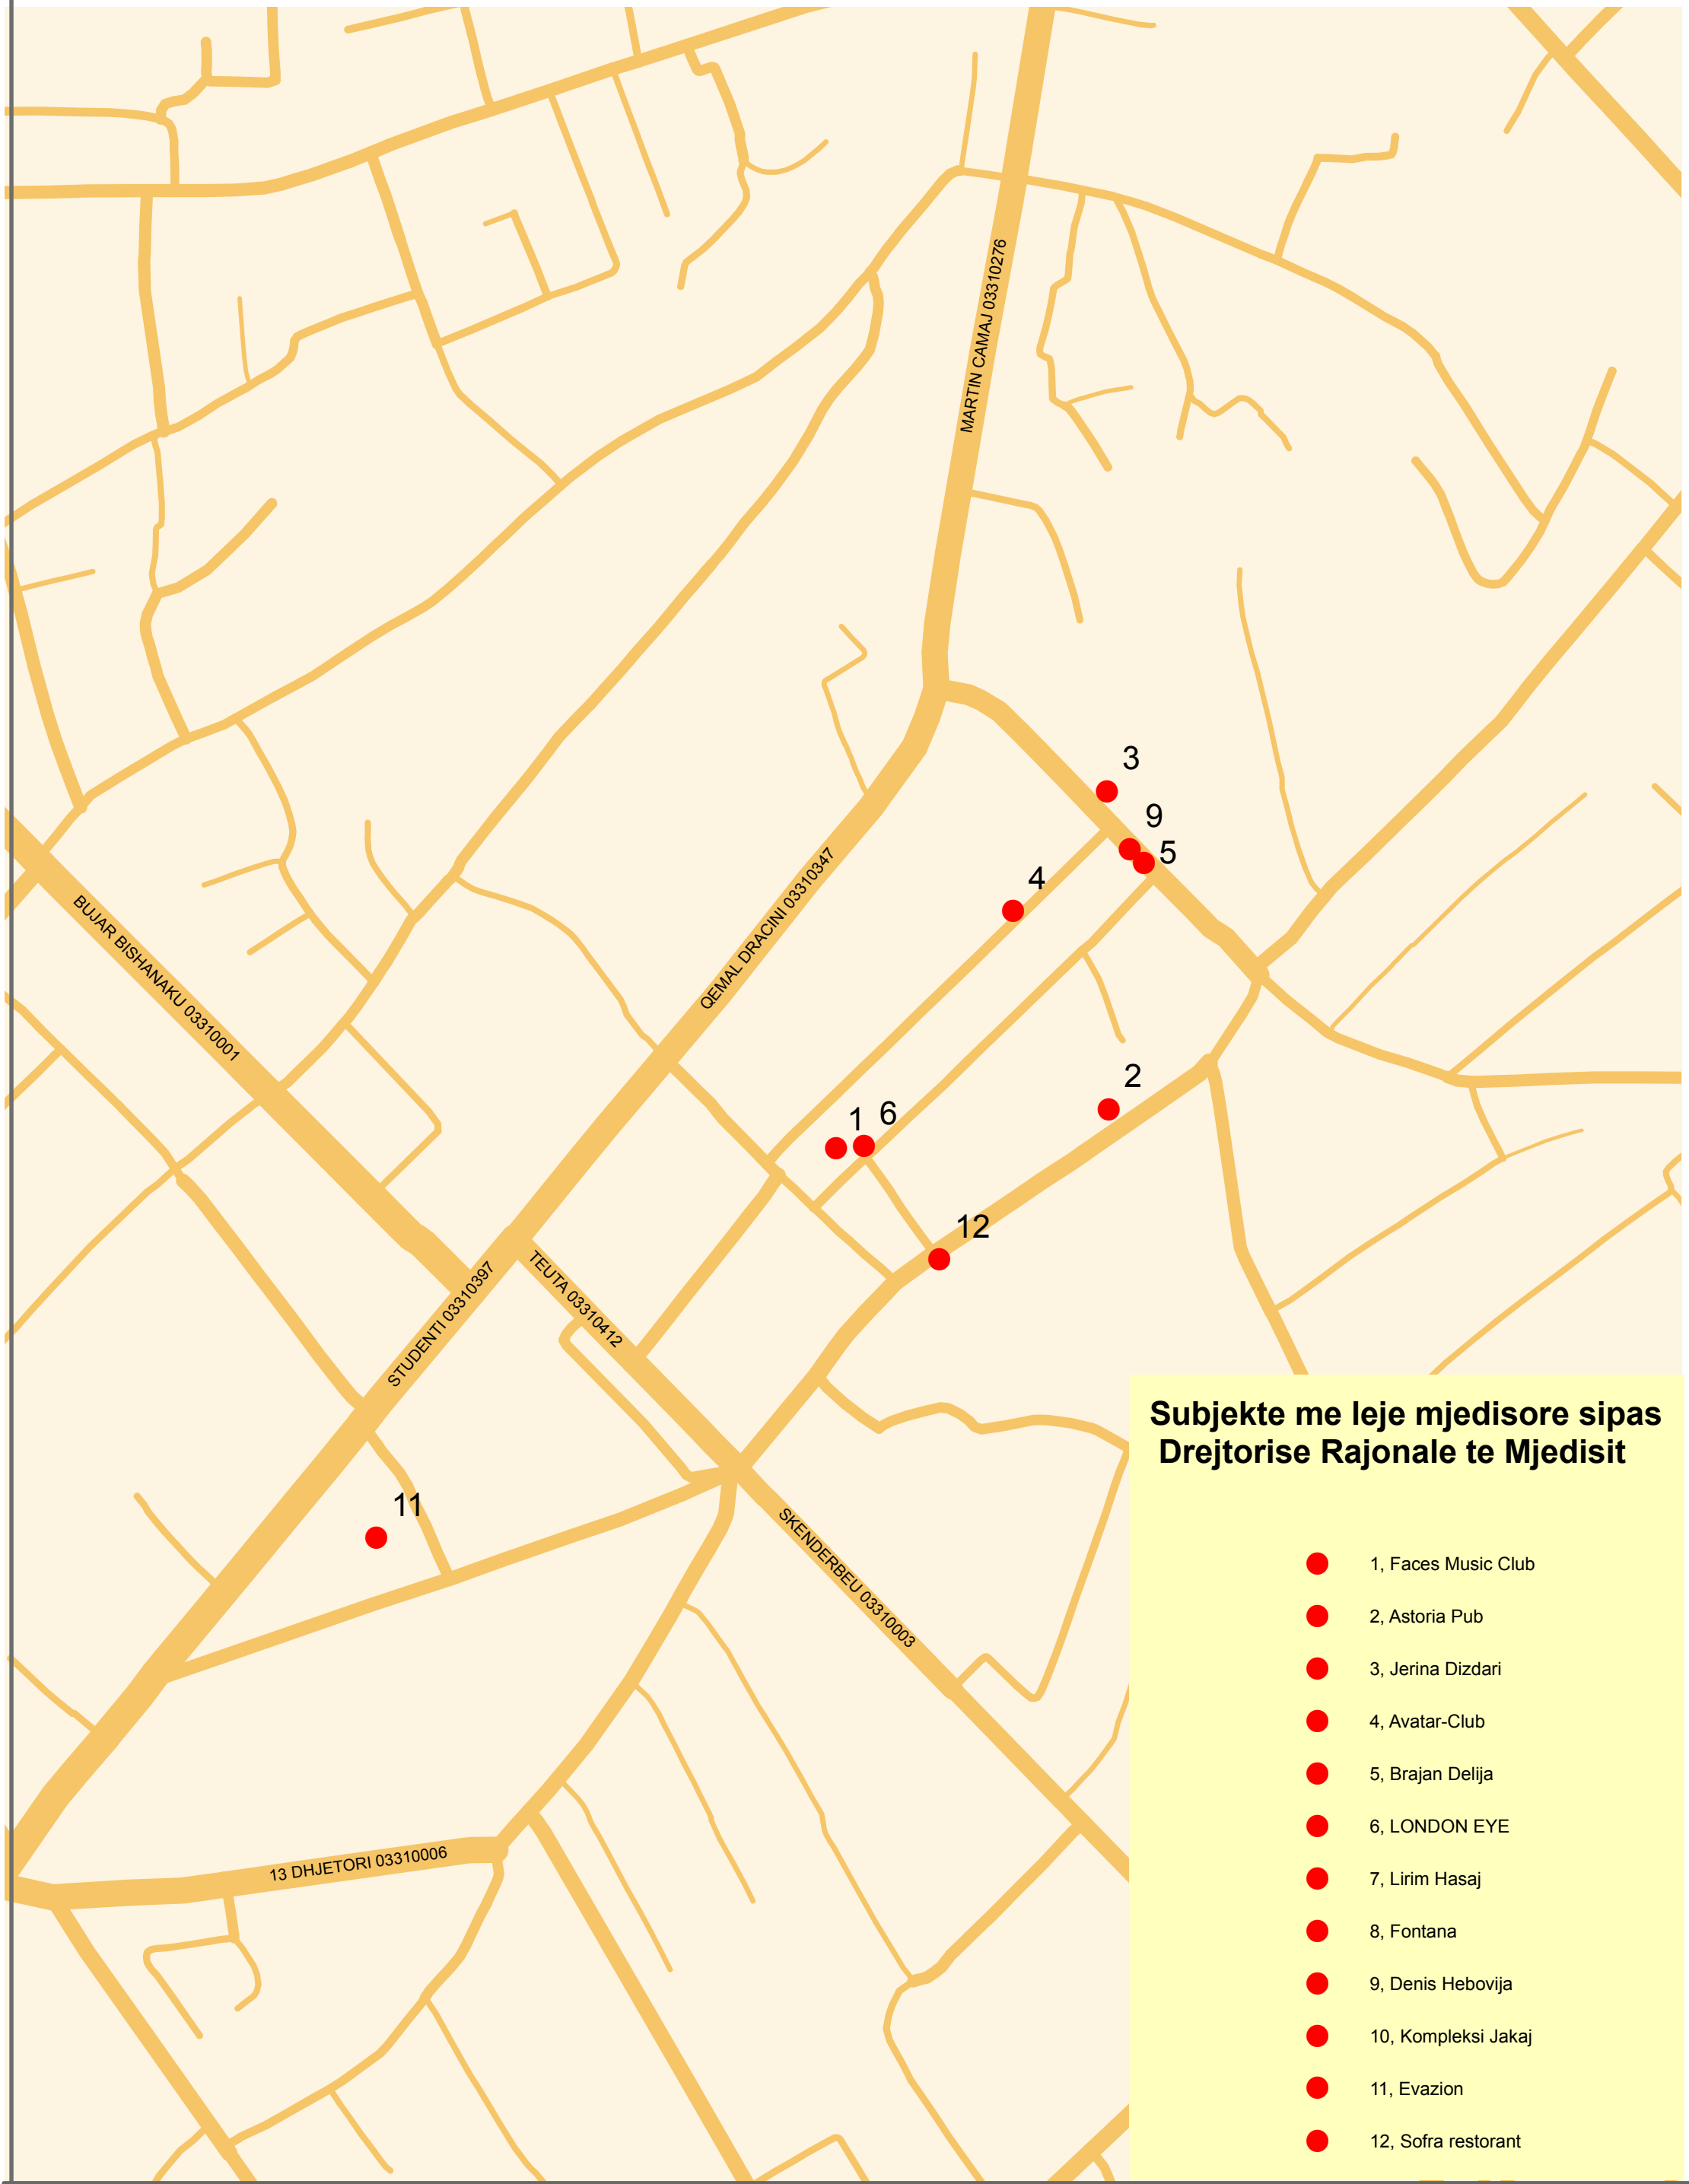 MARTIN CAMAJ 03310276
3
9
5
4
QEMAL DRACINI 03310347
BUJAR BISHANAKU 03310001
2
1
6
12
STUDENTI 03310397
TEUTA 03310412
11
SKENDERBEU 03310003
13 DHJETORI 03310006
Subjekte me leje mjedisore sipas
Drejtorise Rajonale te Mjedisit
1, Faces Music Club
2, Astoria Pub
3, Jerina Dizdari
4, Avatar-Club
5, Brajan Delija
6, LONDON EYE
7, Lirim Hasaj
8, Fontana
9, Denis Hebovija
10, Kompleksi Jakaj
11, Evazion
12, Sofra restorant